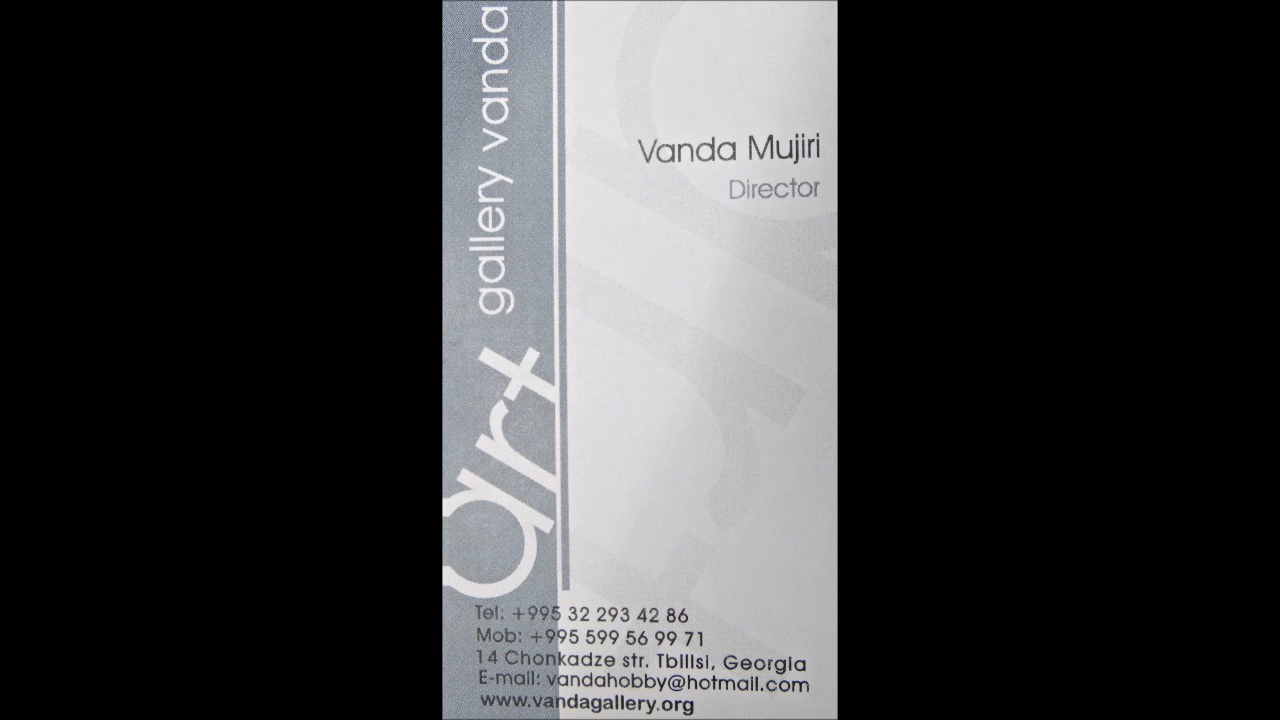 art gallery vanda
Vanda Mujiri
Director
Tel: +995 32 293 42 86
Mob: +995 599 56 99 71
14 Chonkadze str. Tbilisi, Georgia
E-mail: vandahobby@hotmail.com
www.vandagallery.org